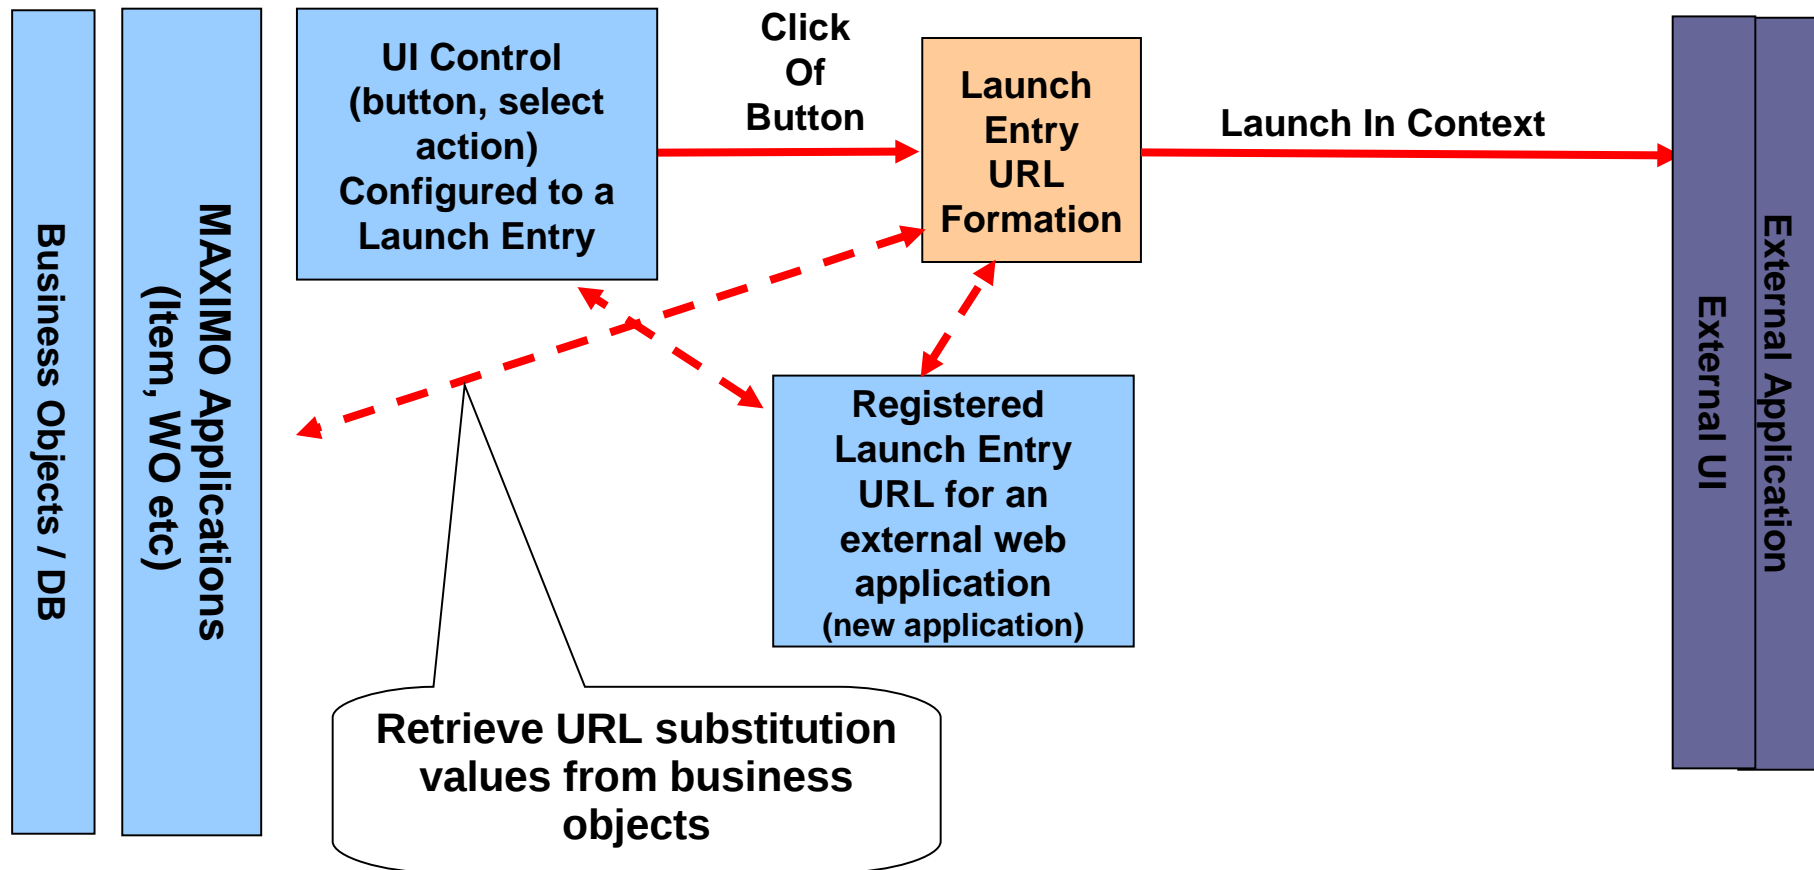 Business Objects / DB
MAXIMO Applications
(Item, WO etc)
UI Control
(button, select
action)
Configured to a
Launch Entry
Click
Of
Button
Launch
Entry
URL
Formation
Launch In Context
External UI
External Application
Registered
Launch Entry
URL for an
external web
application
(new application)
Retrieve URL substitution
values from business
objects